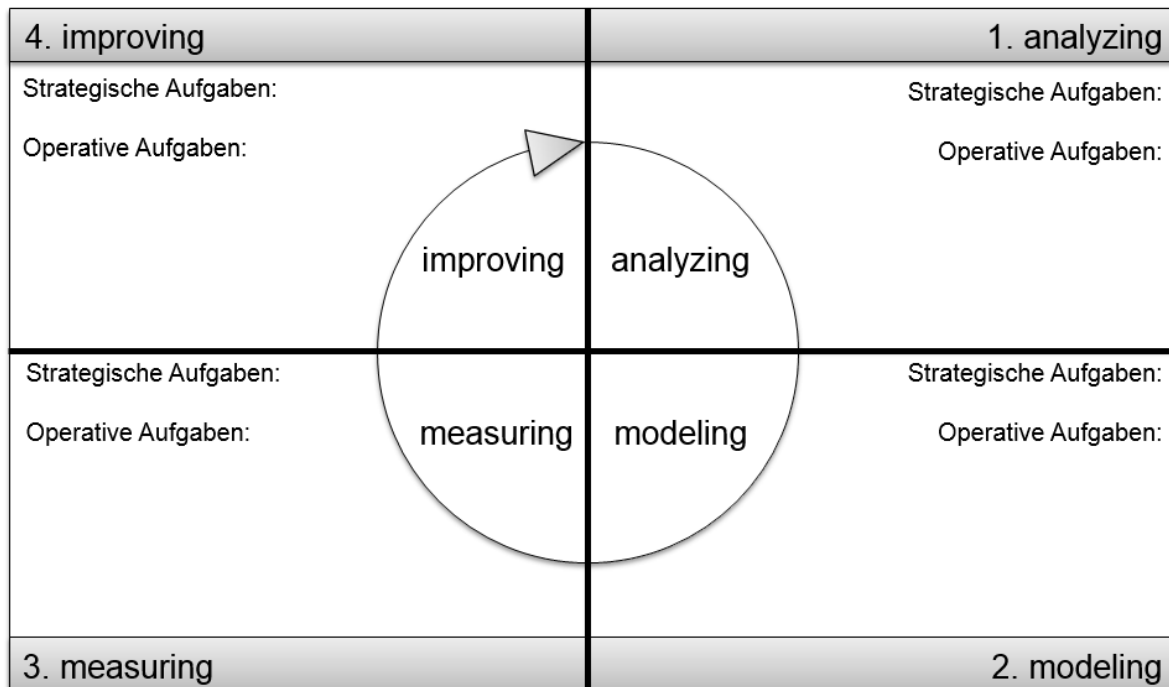 4. improving
1. analyzing
Strategische Aufgaben:
Strategische Aufgaben:
Operative Aufgaben:
Operative Aufgaben:
improving
analyzing
Strategische Aufgaben:
Strategische Aufgaben:
Operative Aufgaben:
Operative Aufgaben:
measuring
modeling
3. measuring
2. modeling